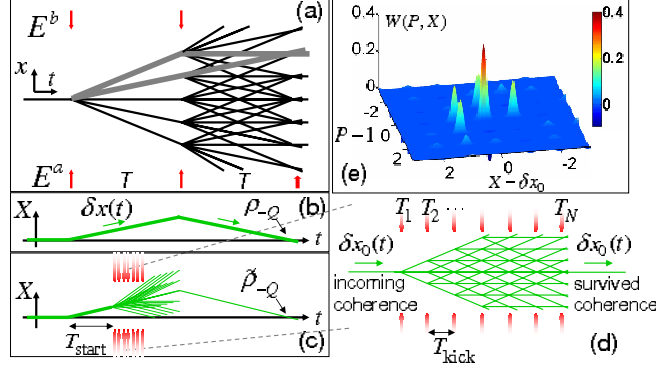 (a)
E^b
x
t
E^a
T
T
(b)
X
δx(t)
ρ_{-Q}
t
(c)
X
ρ̃_{-Q}
t
T_start
W(P,X)
0.4
0.2
0
P-1
0
2
2
0
-2
X-δx_0
(e)
0.4
0.2
0
T_1
T_2
...
T_N
δx_0(t)
δx_0(t)
incoming
coherence
survived
coherence
T_kick
(d)